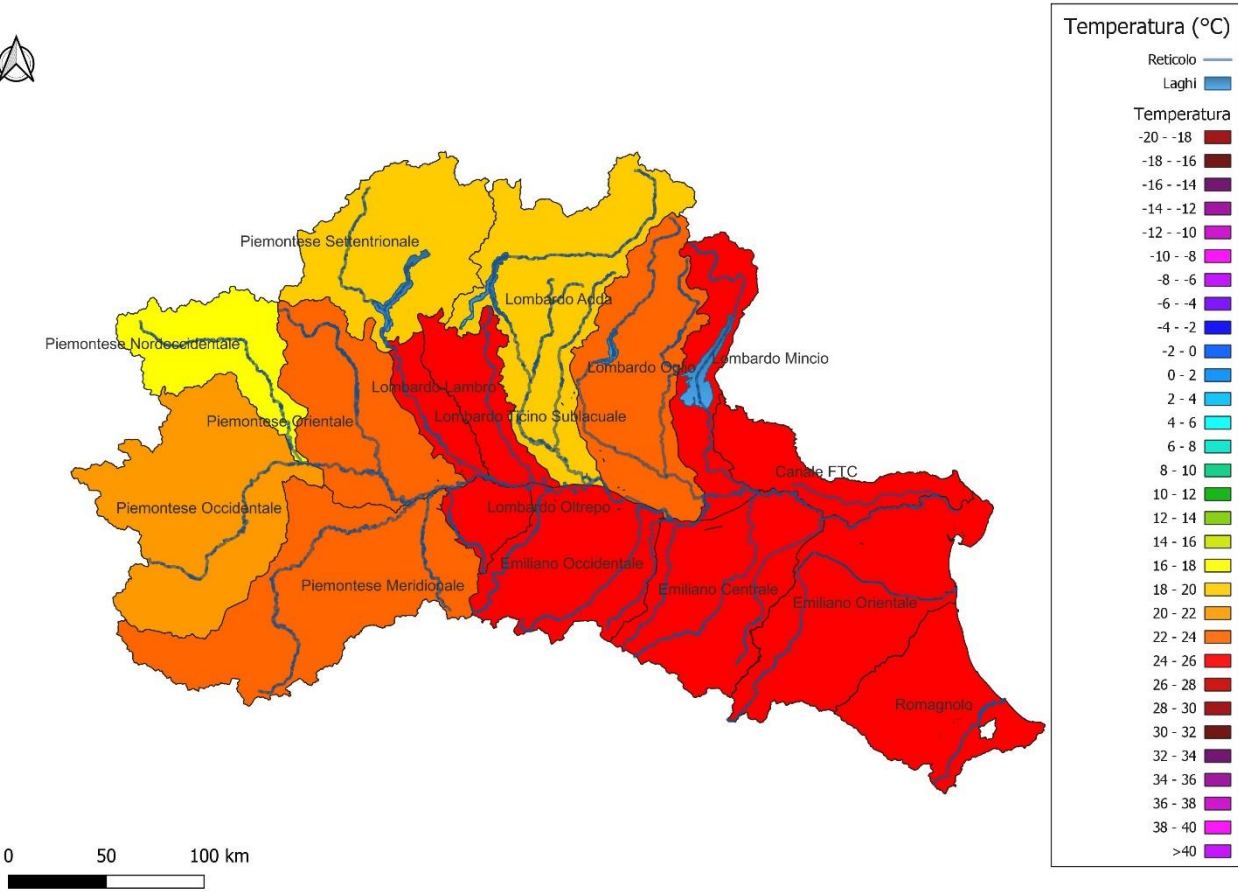 Temperatura (°C)
Reticolo
Laghi
Temperatura
-20 - -18
-18 - -16
-16 - -14
-14 - -12
-12 - -10
-10 - -8
-8 - -6
-6 - -4
-4 - -2
-2 - 0
0 - 2
2 - 4
4 - 6
6 - 8
8 - 10
10 - 12
12 - 14
14 - 16
16 - 18
18 - 20
20 - 22
22 - 24
24 - 26
26 - 28
28 - 30
30 - 32
32 - 34
34 - 36
36 - 38
38 - 40
>40
Piemontese Settentrionale
Lombardo Adda
Piemontese Nordoccidentale
Lombardo Mincio
Lombardo Oglio
Lombardo Lambro
Lombardo Ticino Sublacuale
Piemontese Orientale
Canale FTC
Piemontese Occidentale
Lombardo Oltrepo
Emiliano Occidentale
Piemontese Meridionale
Emiliano Centrale
Emiliano Orientale
Romagnolo
0 50 100 km